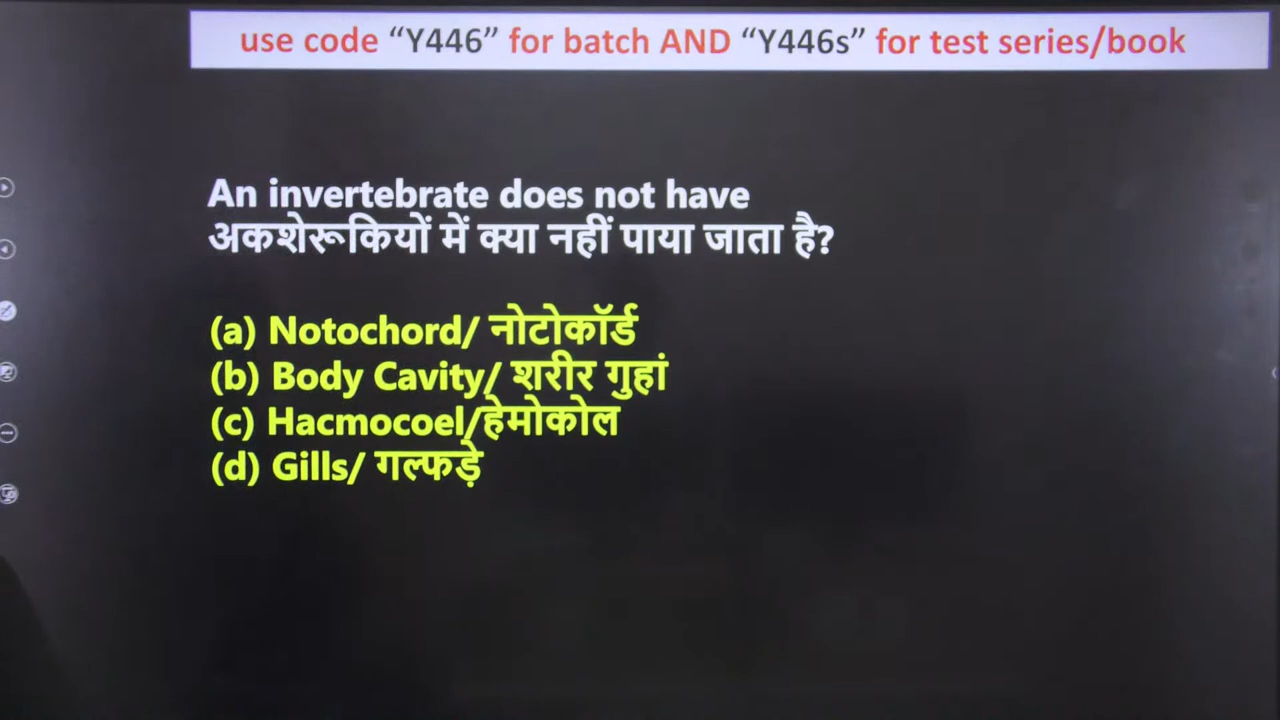 use code “Y446” for batch AND “Y446s” for test series/book
An invertebrate does not have
अकशेरूकियों में क्या नहीं पाया जाता है?
(a) Notochord/ नोटोकॉर्ड
(b) Body Cavity/ शरीर गुहां
(c) Hacmocoel/हेमोकोल
(d) Gills/ गल्फड़े